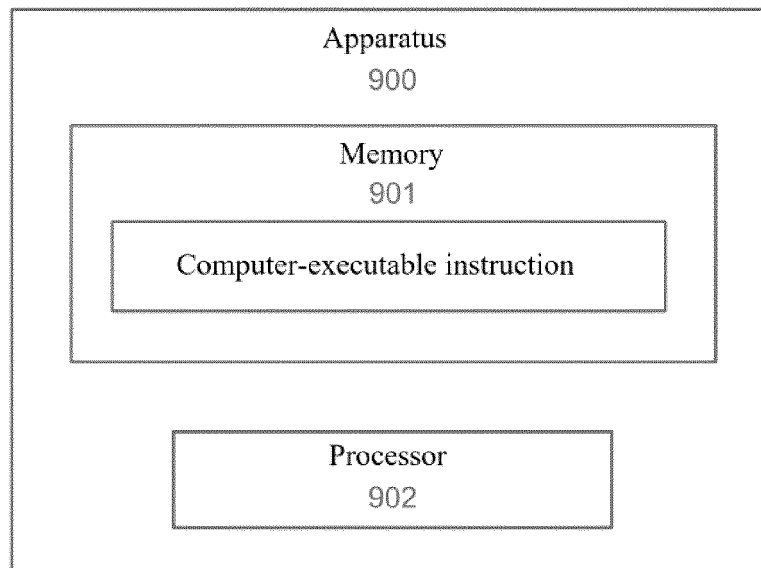 Apparatus
900
Memory
901
Computer-executable instruction
Processor
902